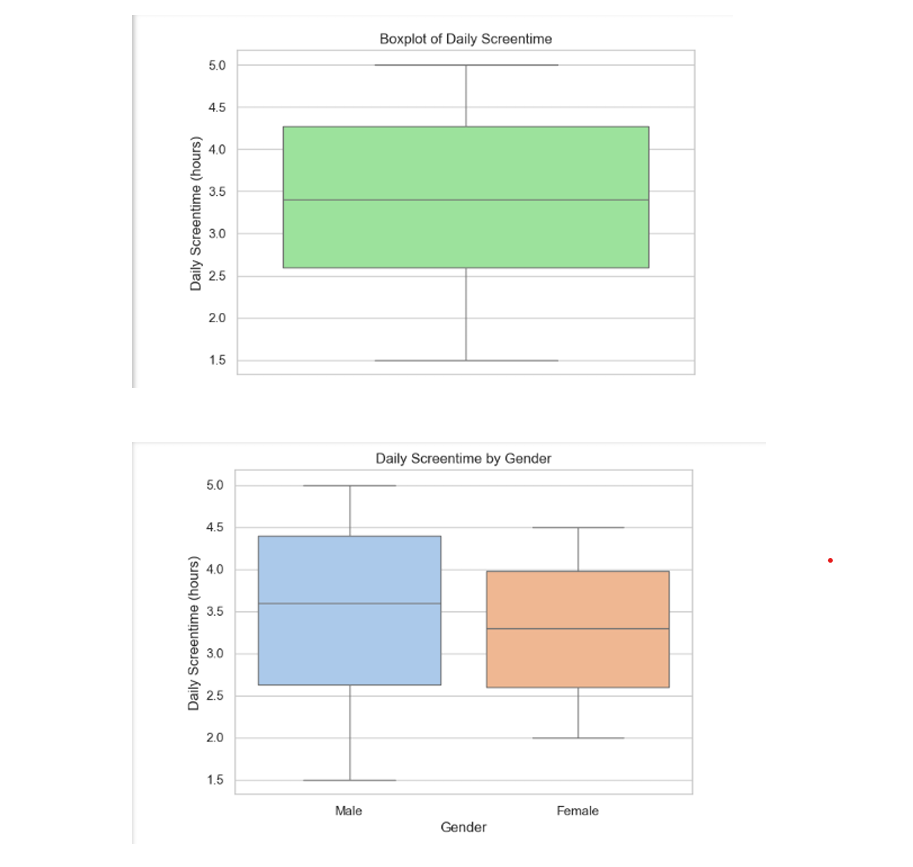 Boxplot of Daily Screentime
Daily Screentime (hours)
5.0
4.5
4.0
3.5
3.0
2.5
2.0
1.5
Daily Screentime by Gender
Daily Screentime (hours)
5.0
4.5
4.0
3.5
3.0
2.5
2.0
1.5
Male Female
Gender